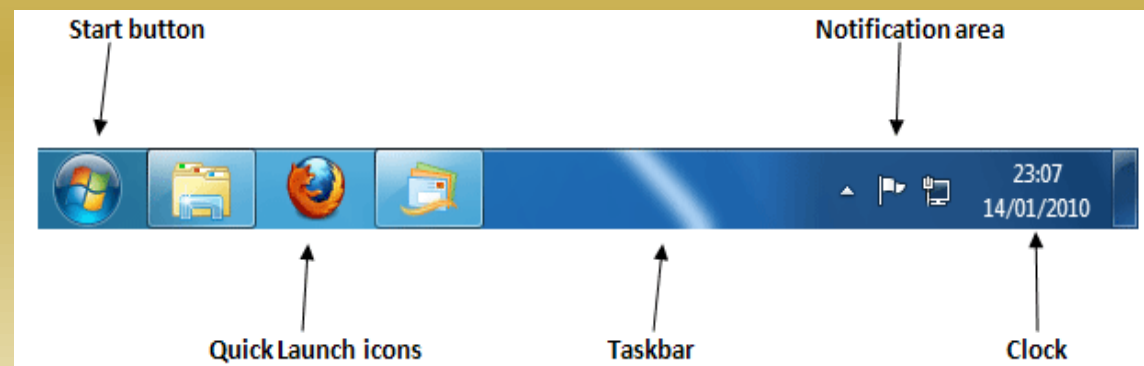 Start button
Notification area
23:07
14/01/2010
Quick Launch icons
Taskbar
Clock